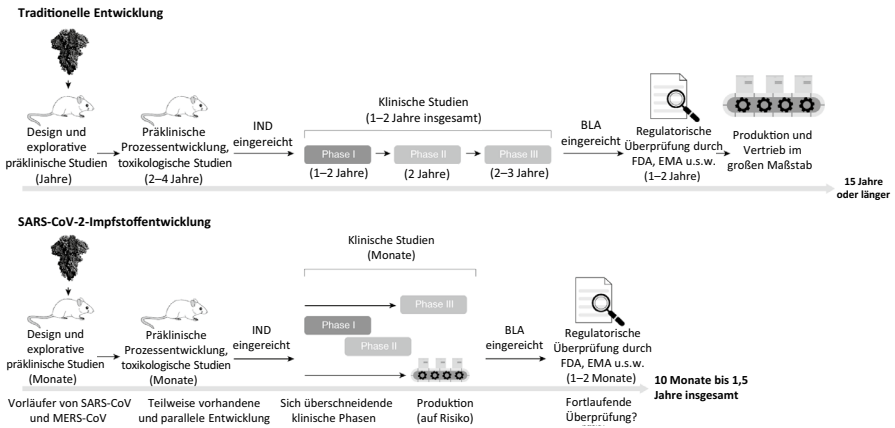 Traditionelle Entwicklung
Design und
explorative
präklinische Studien
(Jahre)
Präklinische
Prozessentwicklung,
toxikologische Studien
(2–4 Jahre)
IND
eingereicht
Klinische Studien
(1–2 Jahre insgesamt)
Phase I
Phase II
Phase III
(1–2 Jahre)
(2 Jahre)
(2–3 Jahre)
BLA
eingereicht
Regulatorische
Überprüfung durch
FDA, EMA u.s.w.
(1–2 Jahre)
Produktion und
Vertrieb im
großen Maßstab
15 Jahre
oder länger
SARS-CoV-2-Impfstoffentwicklung
Design und
explorative
präklinische Studien
(Monate)
Präklinische
Prozessentwicklung,
toxikologische Studien
(Monate)
IND
eingereicht
Klinische Studien
(Monate)
Phase III
Phase I
Phase II
BLA
eingereicht
Regulatorische
Überprüfung durch
FDA, EMA u.s.w.
(1–2 Monate)
10 Monate bis 1,5
Jahre insgesamt
Vorläufer von SARS-CoV
und MERS-CoV
Teilweise vorhandene
und parallele Entwicklung
Sich überschneidende
klinische Phasen
Produktion
(auf Risiko)
Fortlaufende
Überprüfung?